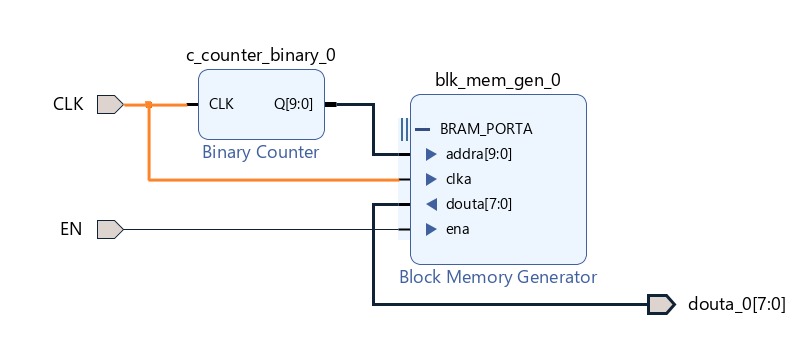 c_counter_binary_0
CLK
CLK
Q[9:0]
Binary Counter
blk_mem_gen_0
BRAM_PORTA
addra[9:0]
clka
douta[7:0]
ena
EN
Block Memory Generator
douta_0[7:0]